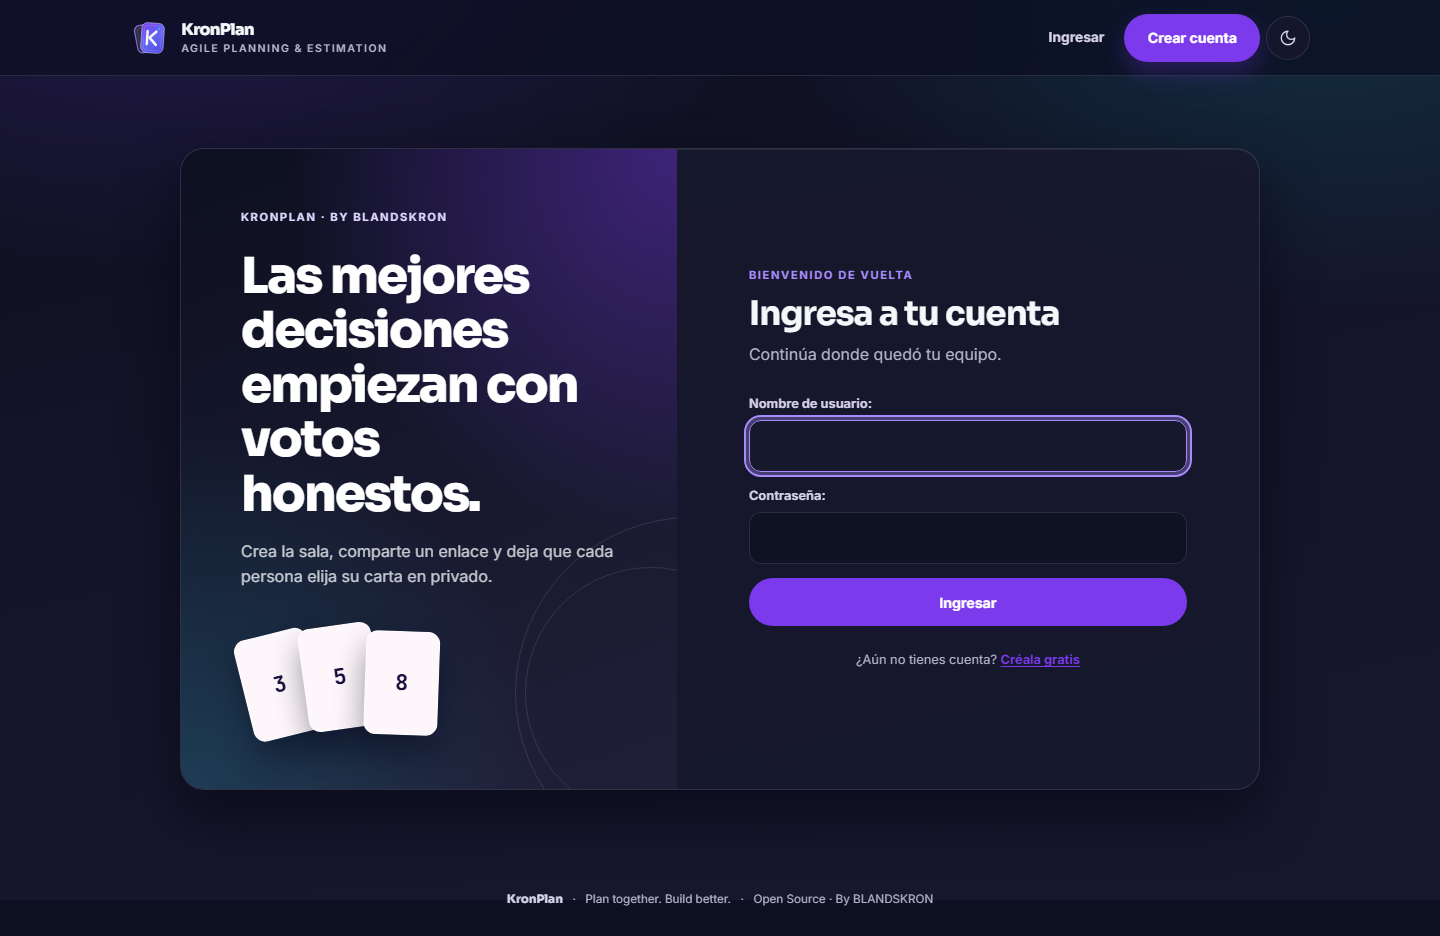 KronPlan
AGILE PLANNING & ESTIMATION
Ingresar
Crear cuenta
KRONPLAN · BY BLANDSKRON
Las mejores
decisiones
empiezan con
votos
honestos.
Crea la sala, comparte un enlace y deja que cada
persona elija su carta en privado.
3
5
8
BIENVENIDO DE VUELTA
Ingresa a tu cuenta
Continúa donde quedó tu equipo.
Nombre de usuario:
Contraseña:
Ingresar
¿Aún no tienes cuenta? Créala gratis
KronPlan · Plan together. Build better. · Open Source · By BLANDSKRON